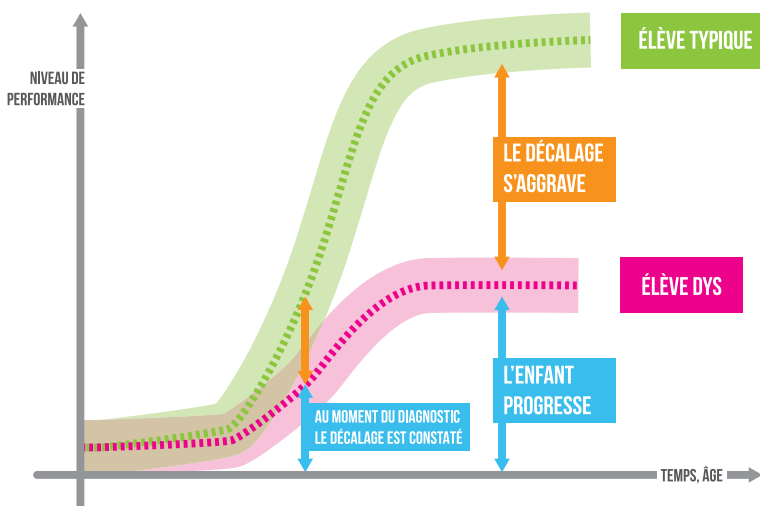 ÉLÈVE TYPIQUE
NIVEAU DE
PERFORMANCE
LE DÉCALAGE
S'AGGRAVE
ÉLÈVE DYS
L'ENFANT
PROGRESSE
AU MOMENT DU DIAGNOSTIC
LE DÉCALAGE EST CONSTATÉ
TEMPS, ÂGE